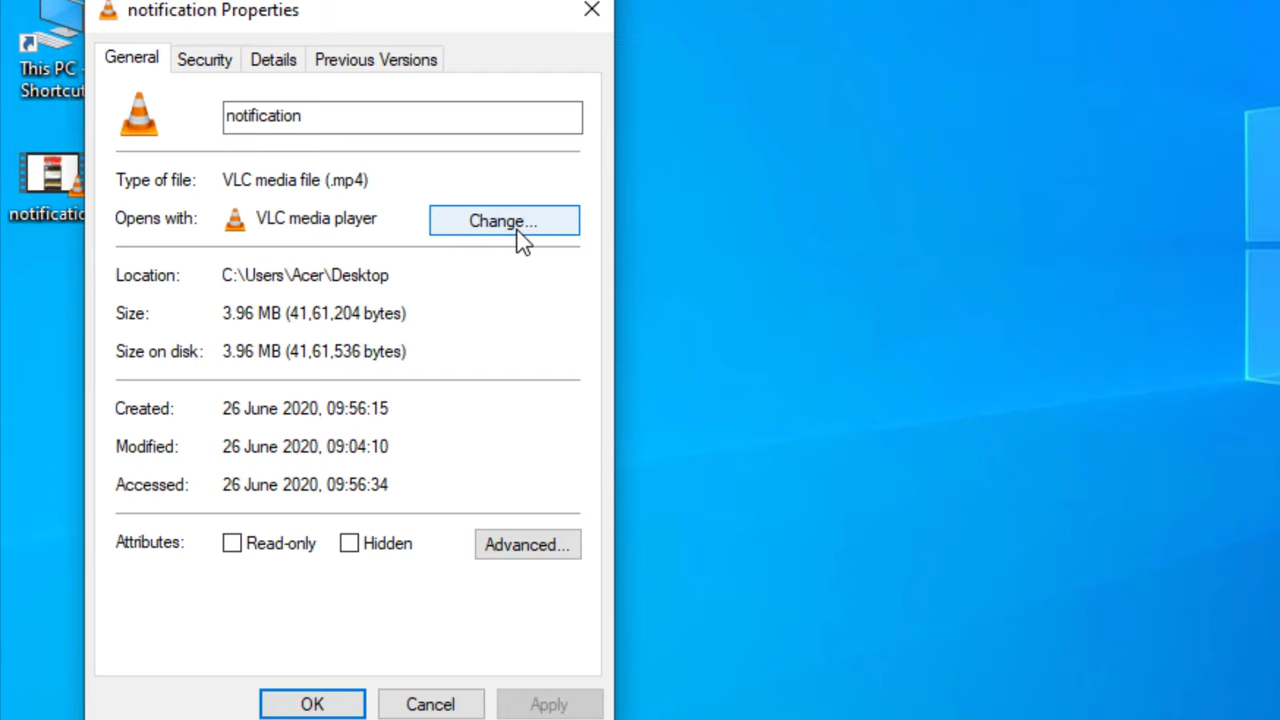 notification Properties
This PC -
Shortcut
notificatio
General
Security
Details
Previous Versions
notification
Type of file:
VLC media file (.mp4)
Opens with:
VLC media player
Change...
Location:
C:\Users\Acer\Desktop
Size:
3.96 MB (41,61,204 bytes)
Size on disk:
3.96 MB (41,61,536 bytes)
Created:
26 June 2020, 09:56:15
Modified:
26 June 2020, 09:04:10
Accessed:
26 June 2020, 09:56:34
Attributes:
Read-only
Hidden
Advanced...
OK
Cancel
Apply